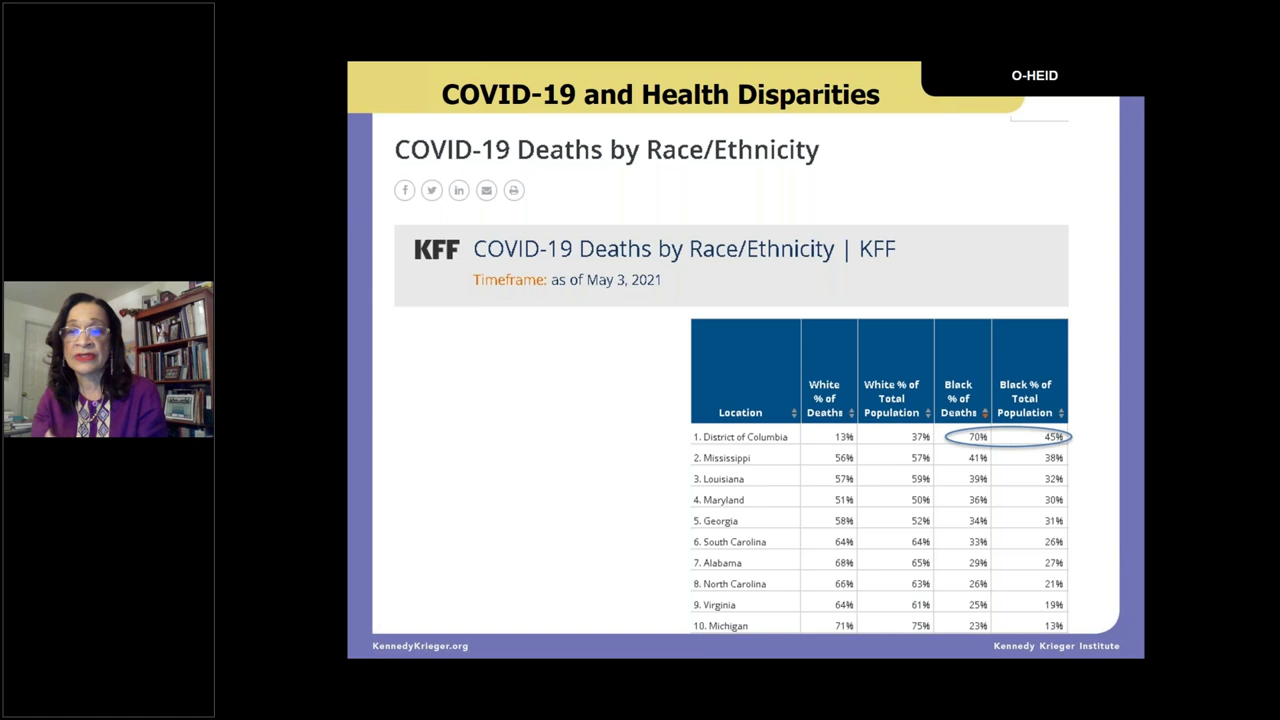 COVID-19 and Health Disparities
O-HEID
COVID-19 Deaths by Race/Ethnicity
KFF COVID-19 Deaths by Race/Ethnicity | KFF
Timeframe: as of May 3, 2021
Location White % of Deaths White % of Total Population Black % of Deaths Black % of Total Population
1. District of Columbia 13% 37% 70% 45%
2. Mississippi 56% 57% 41% 38%
3. Louisiana 57% 59% 39% 32%
4. Maryland 51% 50% 36% 30%
5. Georgia 58% 52% 34% 31%
6. South Carolina 64% 64% 33% 26%
7. Alabama 68% 65% 29% 27%
8. North Carolina 66% 63% 26% 21%
9. Virginia 64% 61% 25% 19%
10. Michigan 71% 75% 23% 13%
KennedyKrieger.org
Kennedy Krieger Institute